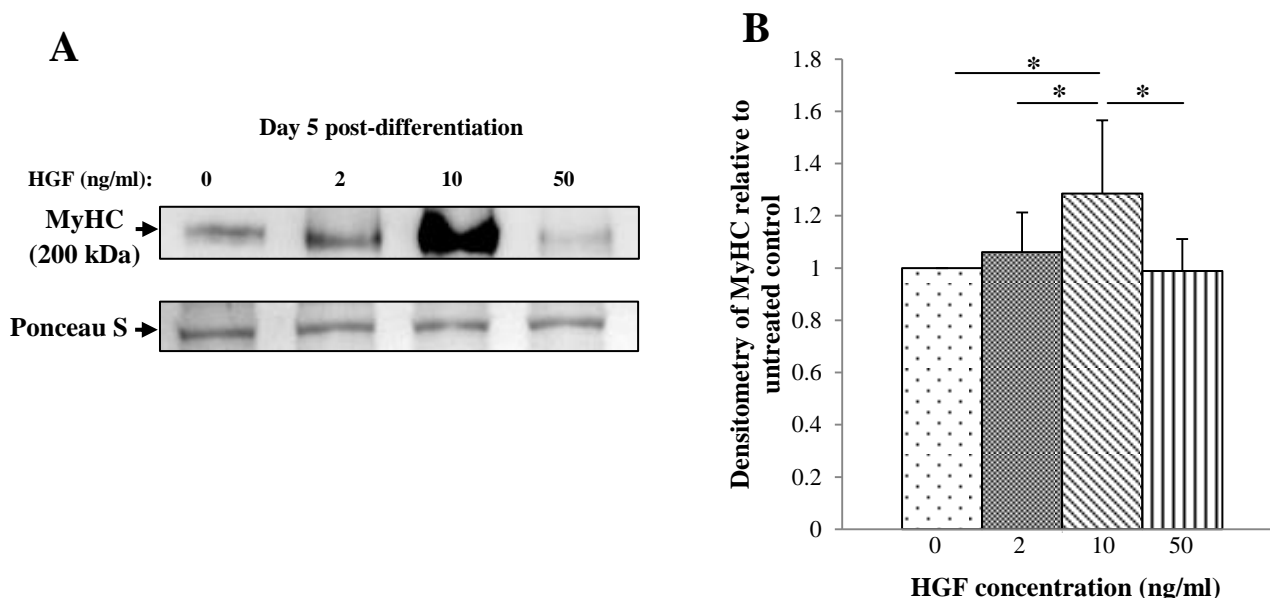 A
Day 5 post-differentiation
HGF (ng/ml): 0 2 10 50
MyHC
(200 kDa)
Ponceau S
B
Densitometry of MyHC relative to
untreated control
1.8
1.6
1.4
1.2
1
0.8
0.6
0.4
0.2
0
*
* *
0 2 10 50
HGF concentration (ng/ml)